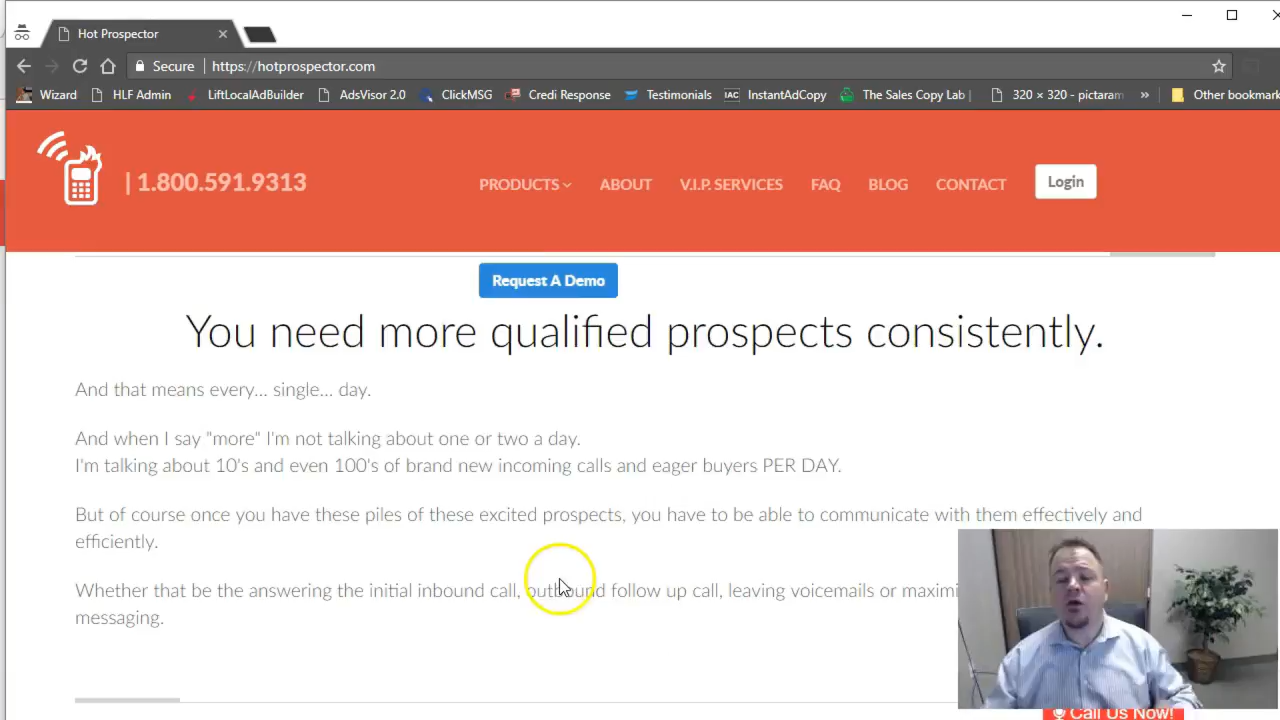 Hot Prospector
Secure https://hotprospector.com
Wizard HLF Admin LiftLocalAdBuilder AdsVisor 2.0 ClickMSG Credi Response Testimonials IAC InstantAdCopy The Sales Copy Lab | 320 × 320 - pictaram » Other bookmark
| 1.800.591.9313 PRODUCTS ABOUT V.I.P. SERVICES FAQ BLOG CONTACT Login
Request A Demo
You need more qualified prospects consistently.
And that means every... single... day.
And when I say "more" I'm not talking about one or two a day.
I'm talking about 10's and even 100's of brand new incoming calls and eager buyers PER DAY.
But of course once you have these piles of these excited prospects, you have to be able to communicate with them effectively and
efficiently.
Whether that be the answering the initial inbound call, outbound follow up call, leaving voicemails or maximi
messaging.
Call Us Now!